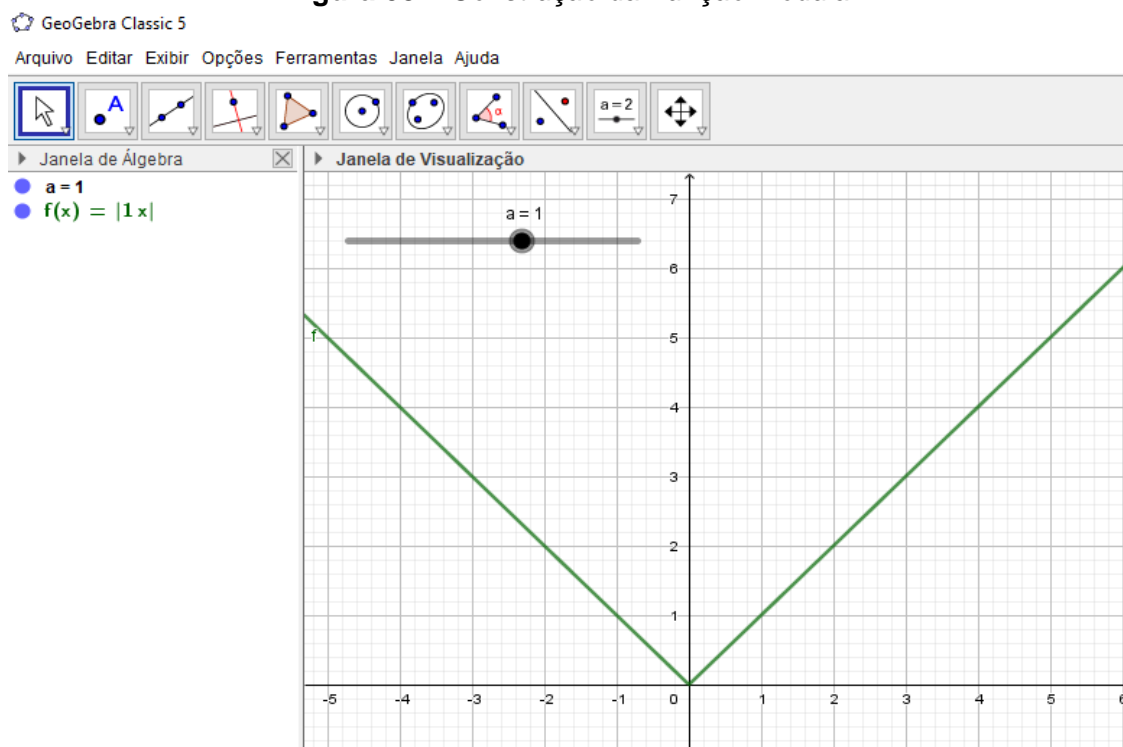 GeoGebra Classic 5
Arquivo Editar Exibir Opções Ferramentas Janela Ajuda
A
α
a = 2
Janela de Álgebra
Janela de Visualização
a = 1
f(x) = |1 x|
a = 1
f
7
6
5
4
3
2
1
-5 -4 -3 -2 -1 0 1 2 3 4 5